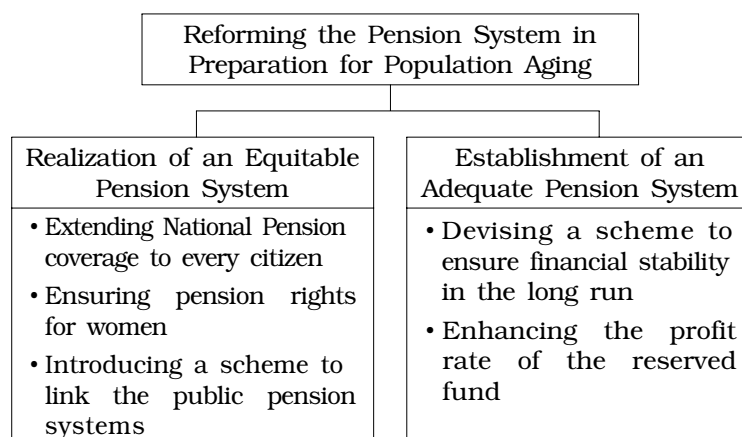 Reforming the Pension System in
Preparation for Population Aging
Realization of an Equitable
Pension System
• Extending National Pension
coverage to every citizen
• Ensuring pension rights
for women
• Introducing a scheme to
link the public pension
systems
Establishment of an
Adequate Pension System
• Devising a scheme to
ensure financial stability
in the long run
• Enhancing the profit
rate of the reserved
fund